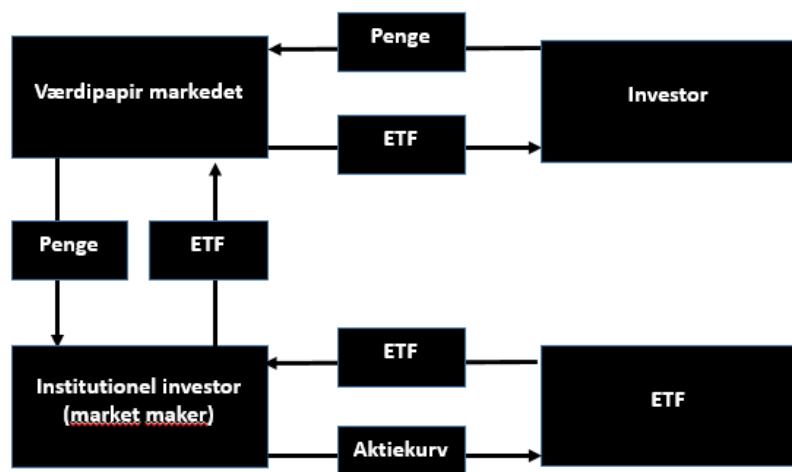 Penge
Værdipapir markedet
Investor
ETF
Penge
ETF
ETF
Institutionel investor
(market maker)
ETF
Aktiekurv